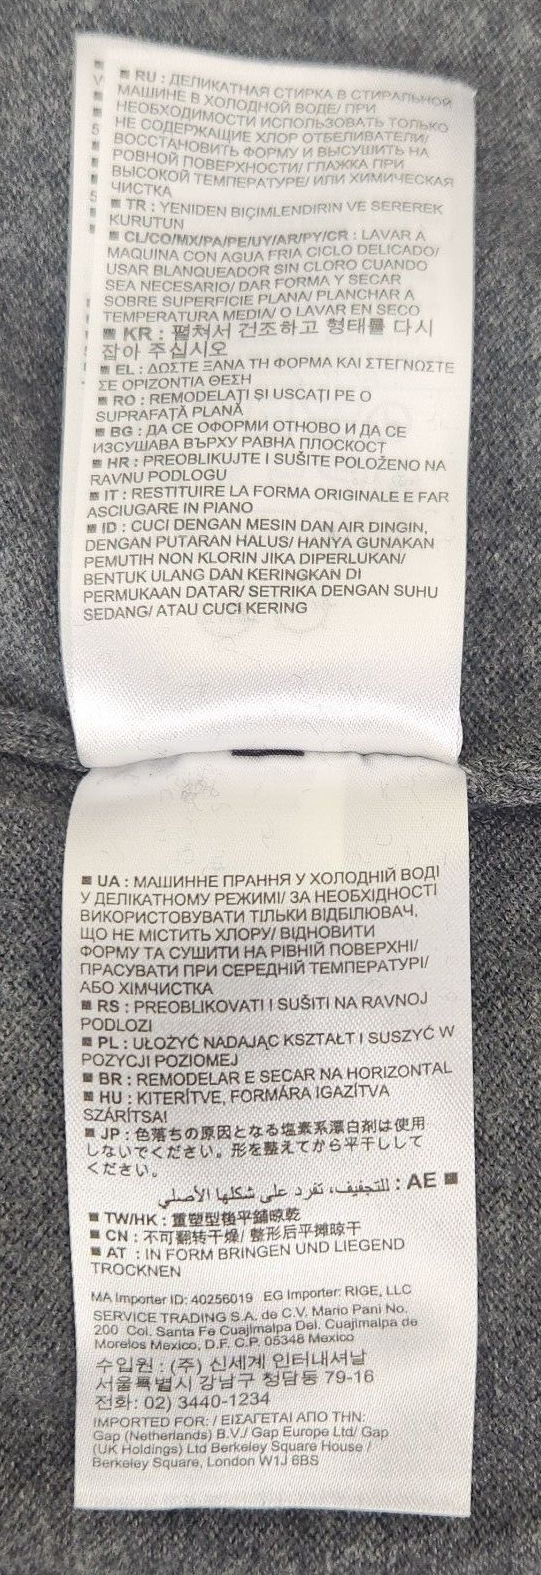 ■ RU : ДЕЛИКАТНАЯ СТИРКА В СТИРАЛЬНОЙ
МАШИНЕ В ХОЛОДНОЙ ВОДЕ/ ПРИ
НЕОБХОДИМОСТИ ИСПОЛЬЗОВАТЬ ТОЛЬКО
НЕ СОДЕРЖАЩИЕ ХЛОР ОТБЕЛИВАТЕЛИ/
ВОССТАНОВИТЬ ФОРМУ И ВЫСУШИТЬ НА
РОВНОЙ ПОВЕРХНОСТИ/ ГЛАЖКА ПРИ
ВЫСОКОЙ ТЕМПЕРАТУРЕ/ ИЛИ ХИМИЧЕСКАЯ
ЧИСТКА
■ TR : YENIDEN BIÇIMLENDIRIN VE SEREREK
KURUTUN
■ CL/CO/MX/PA/PE/UY/AR/PY/CR : LAVAR A
MAQUINA CON AGUA FRIA CICLO DELICADO/
USAR BLANQUEADOR SIN CLORO CUANDO
SEA NECESARIO/ DAR FORMA Y SECAR
SOBRE SUPERFICIE PLANA/ PLANCHAR A
TEMPERATURA MEDIA/ O LAVAR EN SECO
■ KR : 펼쳐서 건조하고 형태를 다시
잡아 주십시오
■ EL : ΔΩΣΤΕ ΞΑΝΑ ΤΗ ΦΟΡΜΑ ΚΑΙ ΣΤΕΓΝΩΣΤΕ
ΣΕ ΟΡΙΖΟΝΤΙΑ ΘΕΣΗ
■ RO : REMODELAȚI ȘI USCAȚI PE O
SUPRAFAȚĂ PLANĂ
■ BG : ДА СЕ ОФОРМИ ОТНОВО И ДА СЕ
ИЗСУШАВА ВЪРХУ РАВНА ПЛОСКОСТ
■ HR : PREOBLIKUJTE I SUŠITE POLOŽENO NA
RAVNU PODLOGU
■ IT : RESTITUIRE LA FORMA ORIGINALE E FAR
ASCIUGARE IN PIANO
■ ID : CUCI DENGAN MESIN DAN AIR DINGIN,
DENGAN PUTARAN HALUS/ HANYA GUNAKAN
PEMUTIH NON KLORIN JIKA DIPERLUKAN/
BENTUK ULANG DAN KERINGKAN DI
PERMUKAAN DATAR/ SETRIKA DENGAN SUHU
SEDANG/ ATAU CUCI KERING
■ UA : МАШИННЕ ПРАННЯ У ХОЛОДНІЙ ВОДІ
У ДЕЛІКАТНОМУ РЕЖИМІ/ ЗА НЕОБХІДНОСТІ
ВИКОРИСТОВУВАТИ ТІЛЬКИ ВІДБІЛЮВАЧ,
ЩО НЕ МІСТИТЬ ХЛОРУ/ ВІДНОВИТИ
ФОРМУ ТА СУШИТИ НА РІВНІЙ ПОВЕРХНІ/
ПРАСУВАТИ ПРИ СЕРЕДНІЙ ТЕМПЕРАТУРІ/
АБО ХІМЧИСТКА
■ RS : PREOBLIKOVATI I SUŠITI NA RAVNOJ
PODLOZI
■ PL : UŁOŻYĆ NADAJĄC KSZTAŁT I SUSZYĆ W
POZYCJI POZIOMEJ
■ BR : REMODELAR E SECAR NA HORIZONTAL
■ HU : KITERÍTVE, FORMÁRA IGAZÍTVA
SZÁRÍTSA!
■ JP : 色落ちの原因となる塩素系漂白剤は使用
しないでください。形を整えてから平干しして
ください。
■ AE : للتجفيف، تفرد على شكلها الأصلي
■ TW/HK : 重塑型後平鋪晾乾
■ CN : 不可翻转干燥/ 整形后平摊晾干
■ AT : IN FORM BRINGEN UND LIEGEND
TROCKNEN
MA Importer ID: 40256019 EG Importer: RIGE, LLC
SERVICE TRADING S.A. de C.V. Mario Pani No.
200 Col. Santa Fe Cuajimalpa Del. Cuajimalpa de
Morelos Mexico, D.F. C.P. 05348 Mexico
수입원 : (주) 신세계 인터내셔날
서울특별시 강남구 청담동 79-16
전화: 02) 3440-1234
IMPORTED FOR: / ΕΙΣΑΓΕΤΑΙ ΑΠΟ ΤΗΝ:
Gap (Netherlands) B.V./ Gap Europe Ltd/ Gap
(UK Holdings) Ltd Berkeley Square House /
Berkeley Square, London W1J 6BS